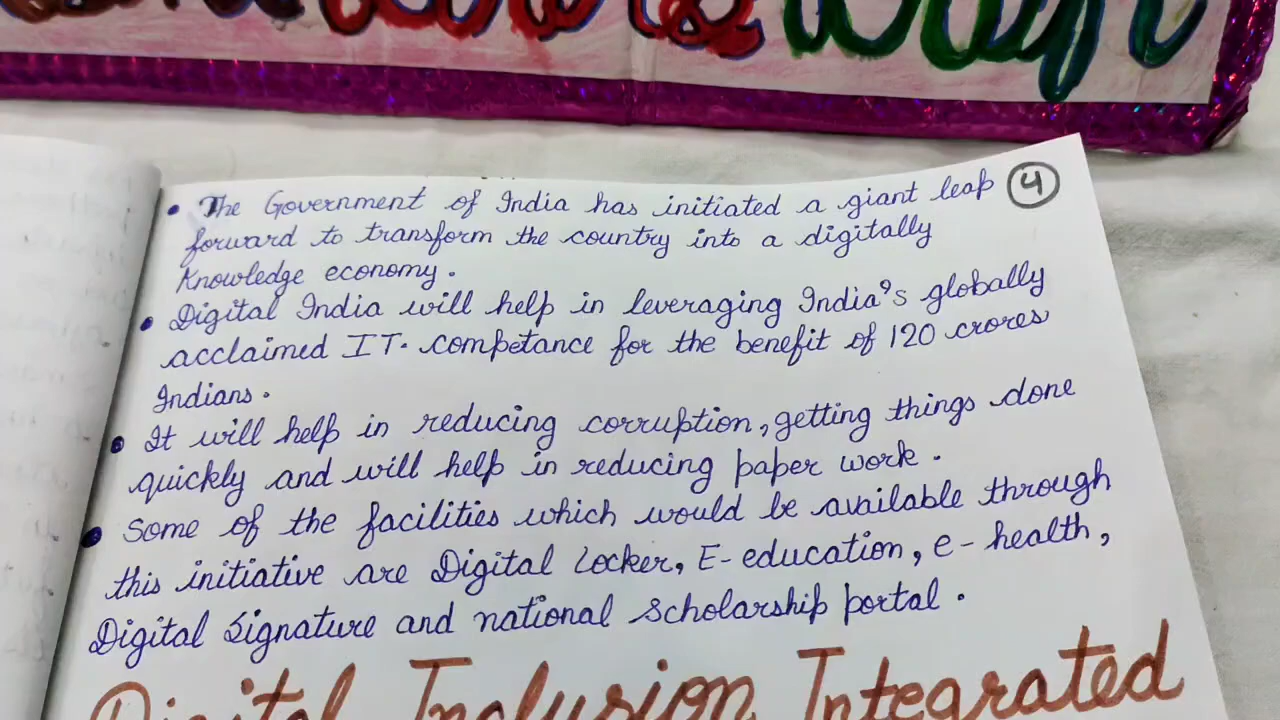 • The Government of India has initiated a giant leap 4
forward to transform the country into a digitally
Knowledge economy.
• Digital India will help in leveraging India's globally
acclaimed IT. competance for the benefit of 120 crores
Indians.
• It will help in reducing corruption, getting things done
quickly and will help in reducing paper work.
• Some of the facilities which would be available through
this initiative are Digital Locker, E-education, e-health,
Digital Signature and national Scholarship portal.
Digital Inclusion Integrated